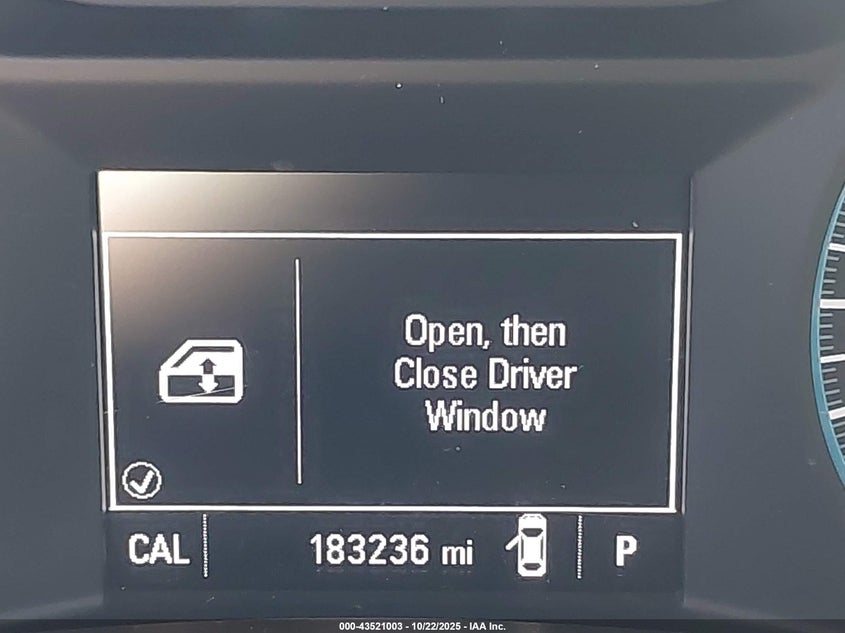 Open, then
Close Driver
Window
CAL 183236 mi P
000-43521003 - 10/22/2025 - IAA Inc.